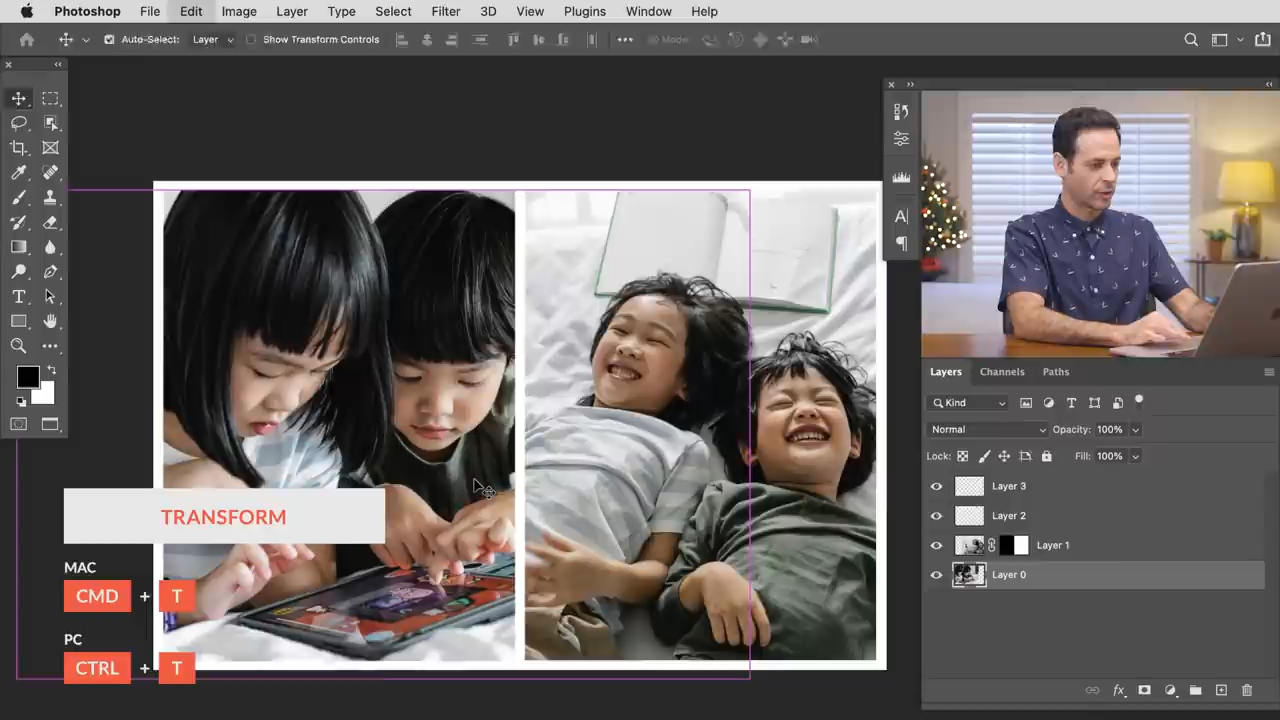 Photoshop File Edit Image Layer Type Select Filter 3D View Plugins Window Help
Auto-Select: Layer Show Transform Controls
Layers Channels Paths
Kind
Normal Opacity: 100%
Lock: Fill: 100%
Layer 3
Layer 2
Layer 1
Layer 0
TRANSFORM
MAC
CMD + T
PC
CTRL + T